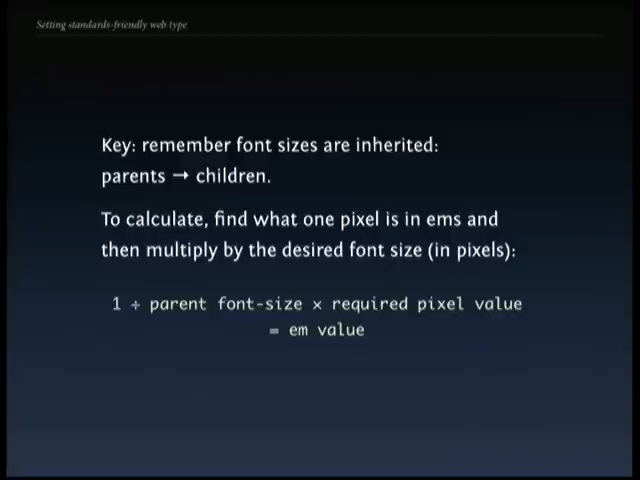 Setting standards-friendly web type
Key: remember font sizes are inherited:
parents → children.
To calculate, find what one pixel is in ems and
then multiply by the desired font size (in pixels):
1 ÷ parent font-size × required pixel value
= em value